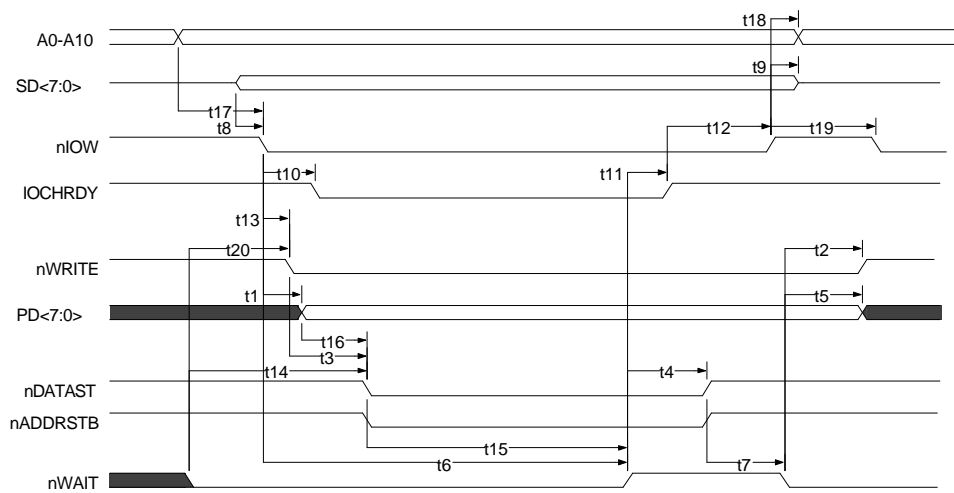 t18
A0-A10
t9
SD<7:0>
t17
t8
t12
t19
nIOW
t10
t11
IOCHRDY
t13
t20
t2
nWRITE
t1
t5
PD<7:0>
t16
t3
t14
t4
nDATAST
nADDRSTB
t15
t6
t7
nWAIT